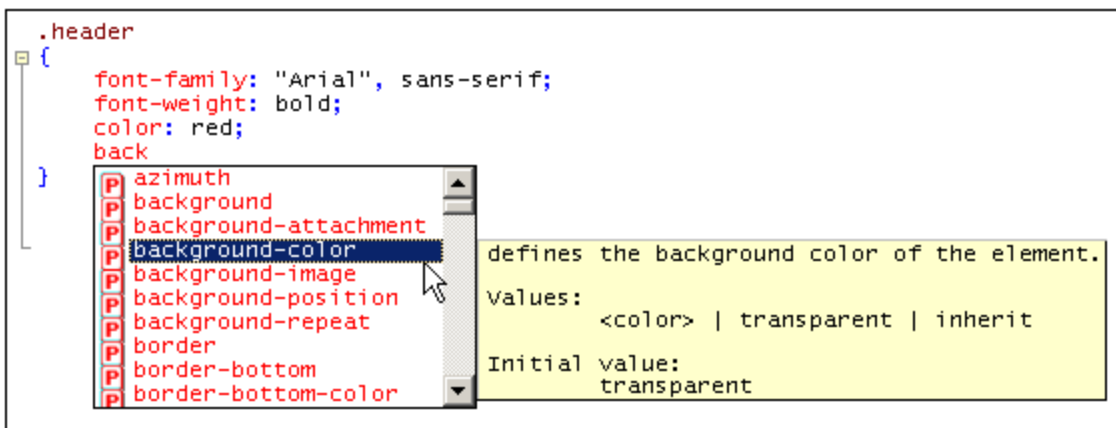 .header
{
font-family: "Arial", sans-serif;
font-weight: bold;
color: red;
back
}
P azimuth
P background
P background-attachment
P background-color
P background-image
P background-position
P background-repeat
P border
P border-bottom
P border-bottom-color
defines the background color of the element.
Values:
<color> | transparent | inherit
Initial value:
transparent